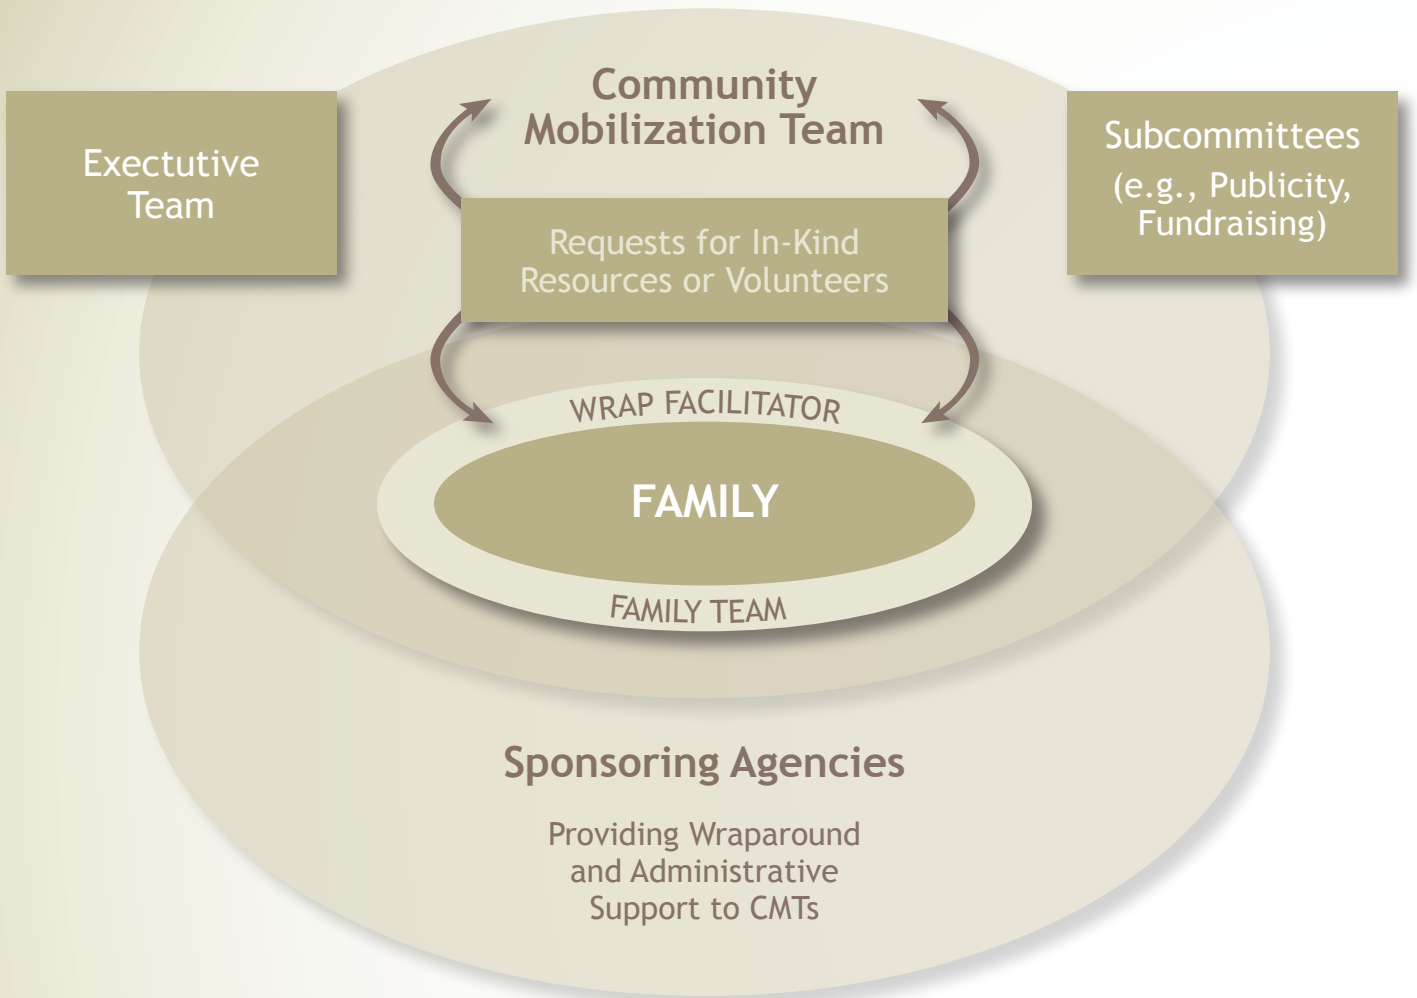 Community
Mobilization Team
Exectutive
Team
Subcommittees
(e.g., Publicity,
Fundraising)
Requests for In-Kind
Resources or Volunteers
WRAP FACILITATOR
FAMILY
FAMILY TEAM
Sponsoring Agencies
Providing Wraparound
and Administrative
Support to CMTs